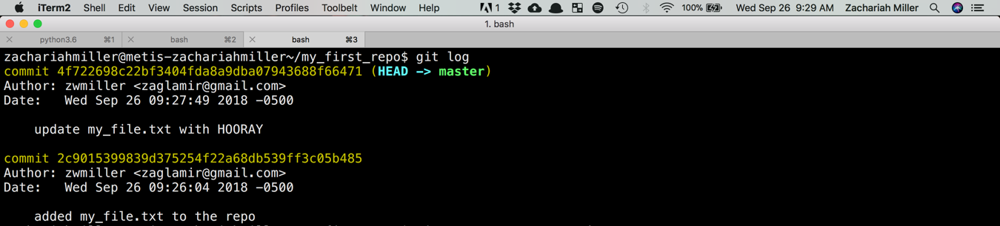 iTerm2 Shell Edit View Session Scripts Profiles Toolbelt Window Help 1 100% Wed Sep 26 9:29 AM Zachariah Miller
1. bash
python3.6 ⌘1 bash ⌘2 bash ⌘3
zachariahmiller@metis-zachariahmiller~/my_first_repo$ git log
commit 4f722698c22bf3404fda8a9dba07943688f66471 (HEAD -> master)
Author: zwmiller <zaglamir@gmail.com>
Date: Wed Sep 26 09:27:49 2018 -0500
update my_file.txt with HOORAY
commit 2c9015399839d375254f22a68db539ff3c05b485
Author: zwmiller <zaglamir@gmail.com>
Date: Wed Sep 26 09:26:04 2018 -0500
added my_file.txt to the repo